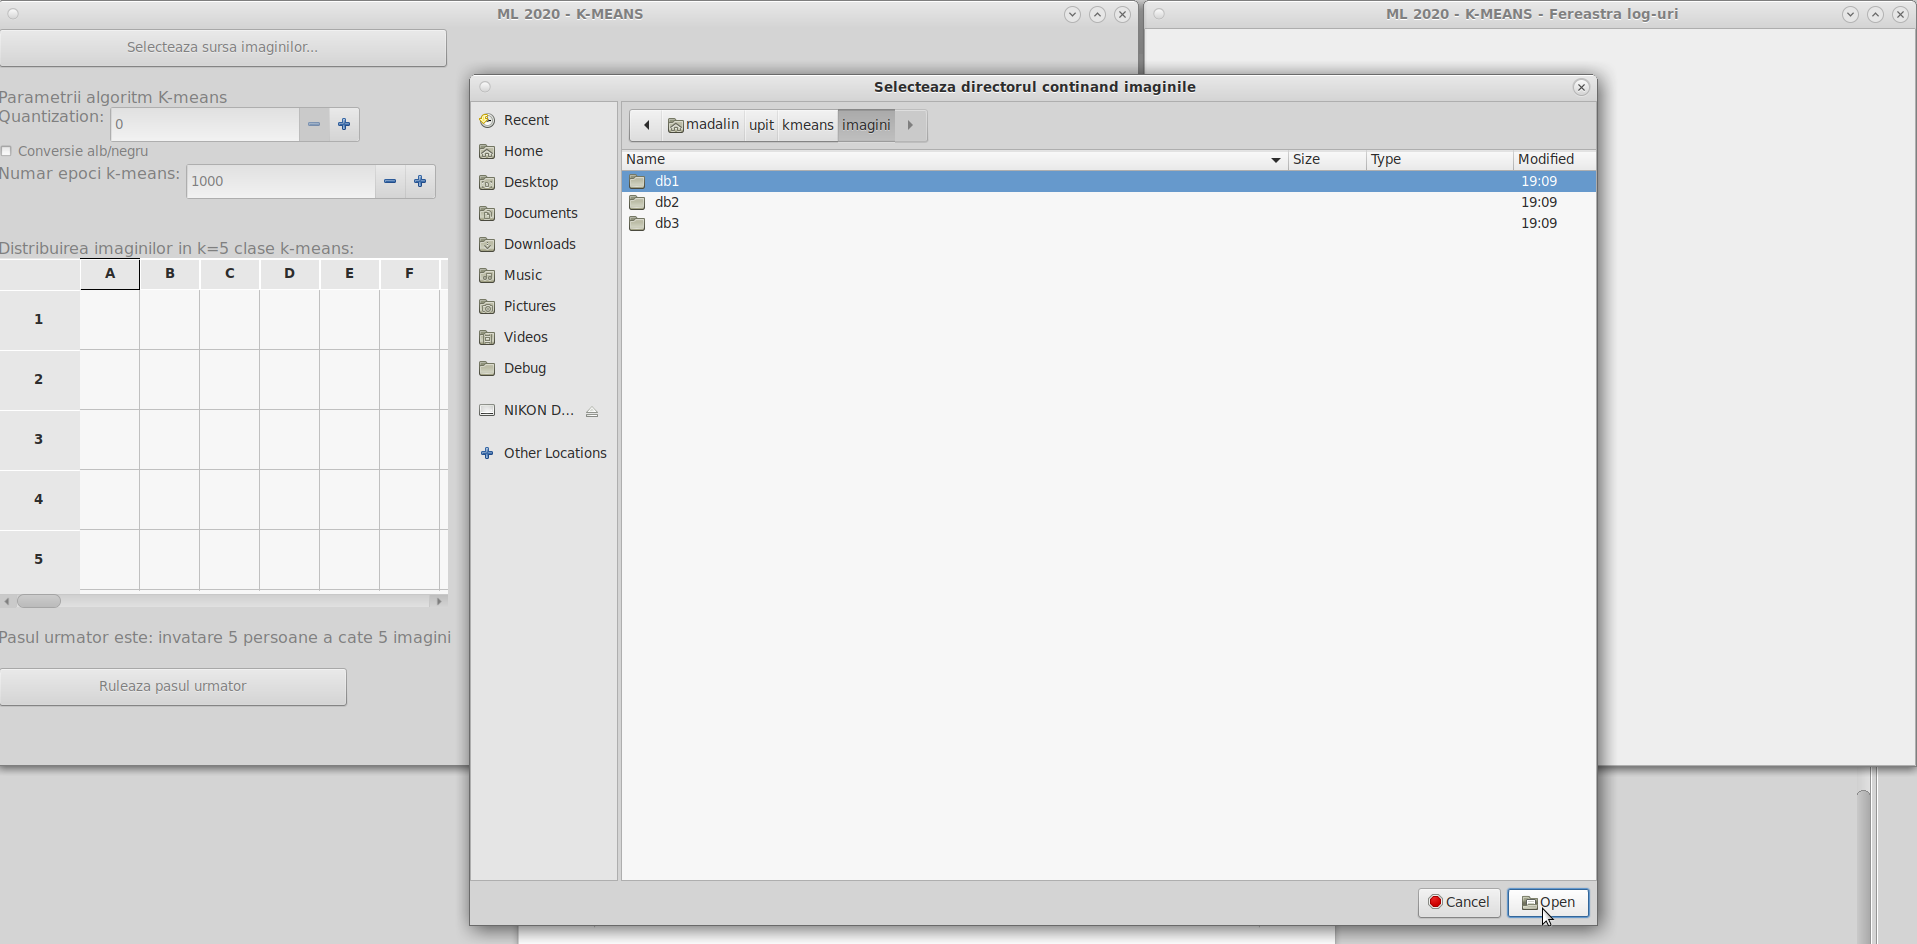 ML 2020 - K-MEANS
ML 2020 - K-MEANS - Fereastra log-uri
Selecteaza sursa imaginilor...
Parametrii algoritm K-means
Quantization: 0
Conversie alb/negru
Numar epoci k-means: 1000
Distribuirea imaginilor in k=5 clase k-means:
A B C D E F
1
2
3
4
5
Pasul urmator este: invatare 5 persoane a cate 5 imagini
Ruleaza pasul urmator
Selecteaza directorul continand imaginile
Recent
Home
Desktop
Documents
Downloads
Music
Pictures
Videos
Debug
NIKON D...
Other Locations
madalin upit kmeans imagini
Name Size Type Modified
db1 19:09
db2 19:09
db3 19:09
Cancel Open